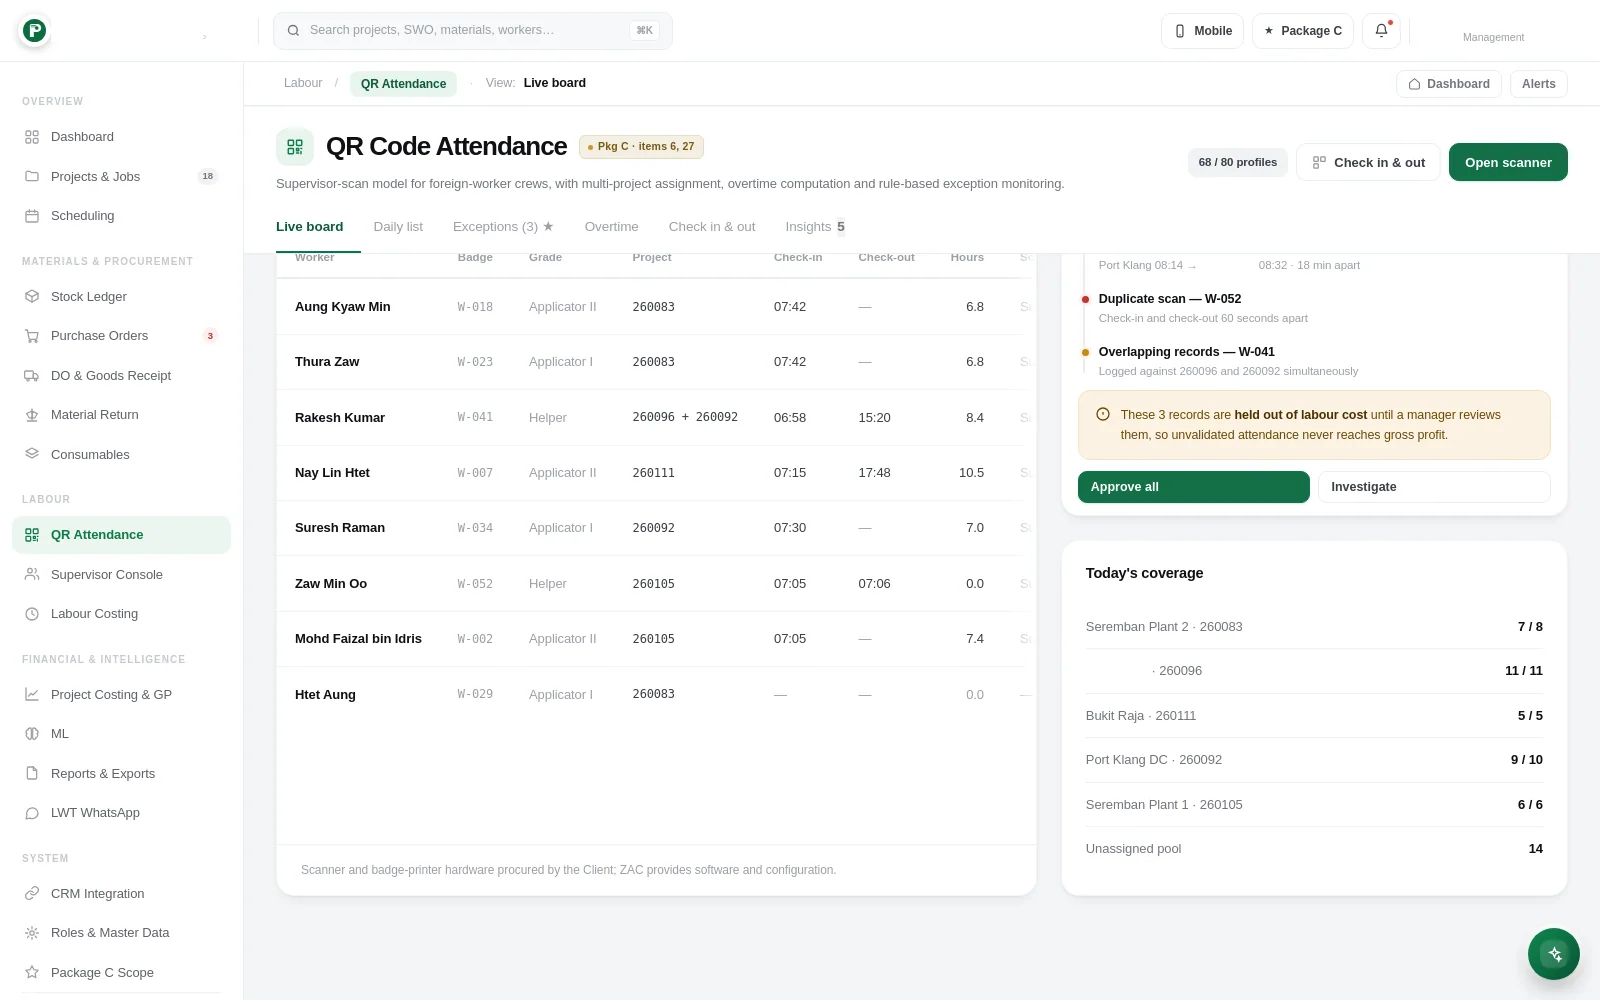 Search projects, SWO, materials, workers…
⌘K
Mobile
★ Package C
Management
OVERVIEW
Dashboard
Projects & Jobs 18
Scheduling
MATERIALS & PROCUREMENT
Stock Ledger
Purchase Orders 3
DO & Goods Receipt
Material Return
Consumables
LABOUR
QR Attendance
Supervisor Console
Labour Costing
FINANCIAL & INTELLIGENCE
Project Costing & GP
ML
Reports & Exports
LWT WhatsApp
SYSTEM
CRM Integration
Roles & Master Data
Package C Scope
Labour / QR Attendance · View: Live board
Dashboard
Alerts
QR Code Attendance
Pkg C · items 6, 27
Supervisor-scan model for foreign-worker crews, with multi-project assignment, overtime computation and rule-based exception monitoring.
68 / 80 profiles
Check in & out
Open scanner
Live board Daily list Exceptions (3) ★ Overtime Check in & out Insights 5
Worker Badge Grade Project Check-in Check-out Hours
Aung Kyaw Min W-018 Applicator II 260083 07:42 — 6.8
Thura Zaw W-023 Applicator I 260083 07:42 — 6.8
Rakesh Kumar W-041 Helper 260096 + 260092 06:58 15:20 8.4
Nay Lin Htet W-007 Applicator II 260111 07:15 17:48 10.5
Suresh Raman W-034 Applicator I 260092 07:30 — 7.0
Zaw Min Oo W-052 Helper 260105 07:05 07:06 0.0
Mohd Faizal bin Idris W-002 Applicator II 260105 07:05 — 7.4
Htet Aung W-029 Applicator I 260083 — — 0.0 —
Scanner and badge-printer hardware procured by the Client; ZAC provides software and configuration.
Port Klang 08:14 → 08:32 · 18 min apart
Duplicate scan — W-052
Check-in and check-out 60 seconds apart
Overlapping records — W-041
Logged against 260096 and 260092 simultaneously
These 3 records are held out of labour cost until a manager reviews
them, so unvalidated attendance never reaches gross profit.
Approve all
Investigate
Today's coverage
Seremban Plant 2 · 260083 7 / 8
· 260096 11 / 11
Bukit Raja · 260111 5 / 5
Port Klang DC · 260092 9 / 10
Seremban Plant 1 · 260105 6 / 6
Unassigned pool 14